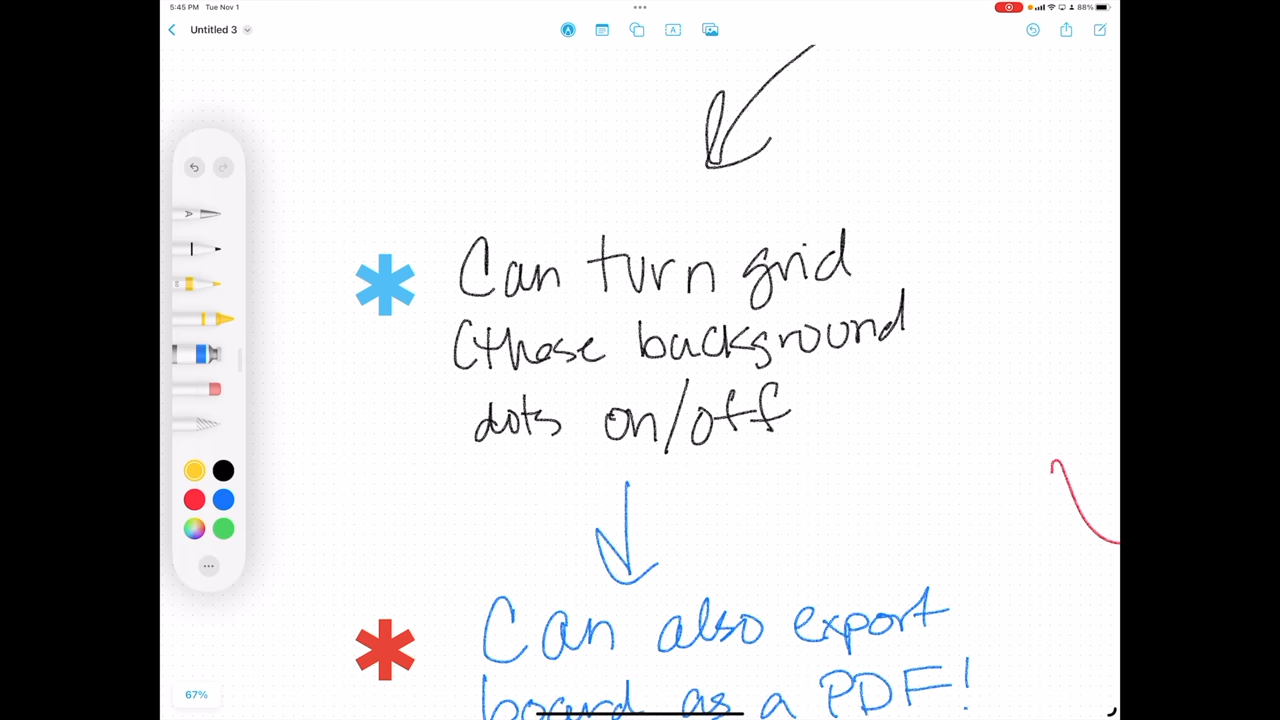 5:45 PM Tue Nov 1
88%
Untitled 3
Can turn grid
(those background
dots on/off
Can also export
board as a PDF!
67%